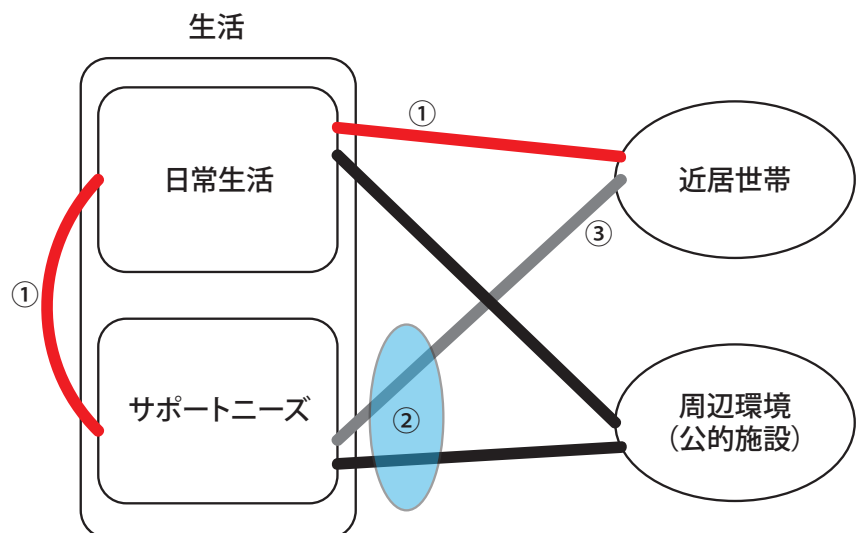 生活
①
日常生活
近居世帯
③
①
サポートニーズ
②
周辺環境
（公的施設）